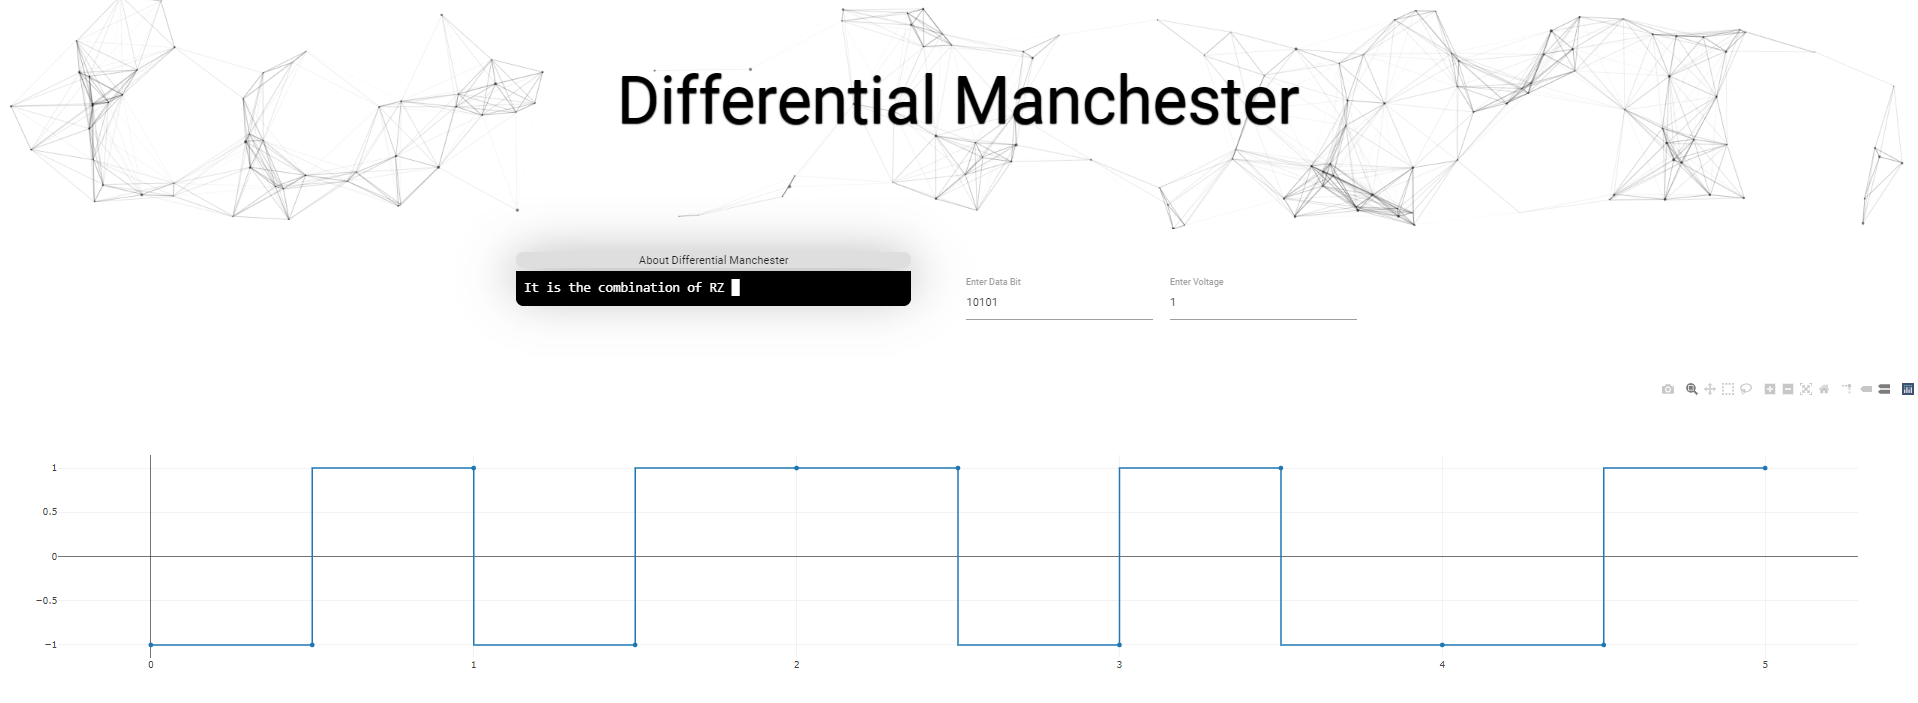 Differential Manchester
About Differential Manchester
It is the combination of RZ
Enter Data Bit
Enter Voltage
10101
1
1
0.5
0
−0.5
−1
0 1 2 3 4 5